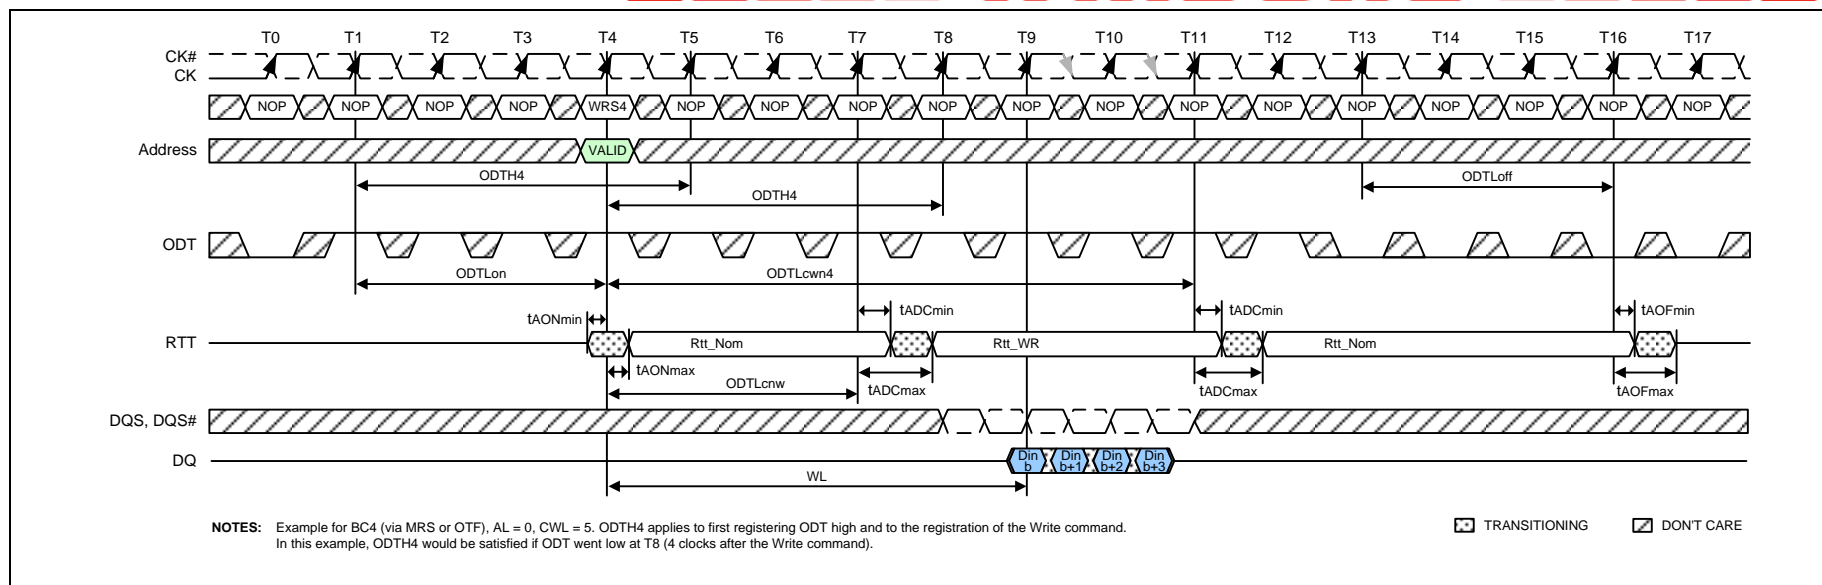 T0 T1 T2 T3 T4 T5 T6 T7 T8 T9 T10 T11 T12 T13 T14 T15 T16 T17
CK#
CK
NOP NOP NOP NOP WRS4 NOP NOP NOP NOP NOP NOP NOP NOP NOP NOP NOP NOP NOP
Address VALID
ODTH4 ODTLoff
ODTH4
ODT
ODTLon ODTLcwn4
tAONmin tADCmin tADCmin tAOFmin
RTT Rtt_Nom Rtt_WR Rtt_Nom
tAONmax
ODTLcnw tADCmax tADCmax tAOFmax
DQS, DQS#
DQ Din b Din b+1 Din b+2 Din b+3
WL
NOTES: Example for BC4 (via MRS or OTF), AL = 0, CWL = 5. ODTH4 applies to first registering ODT high and to the registration of the Write command.
In this example, ODTH4 would be satisfied if ODT went low at T8 (4 clocks after the Write command).
TRANSITIONING DON'T CARE